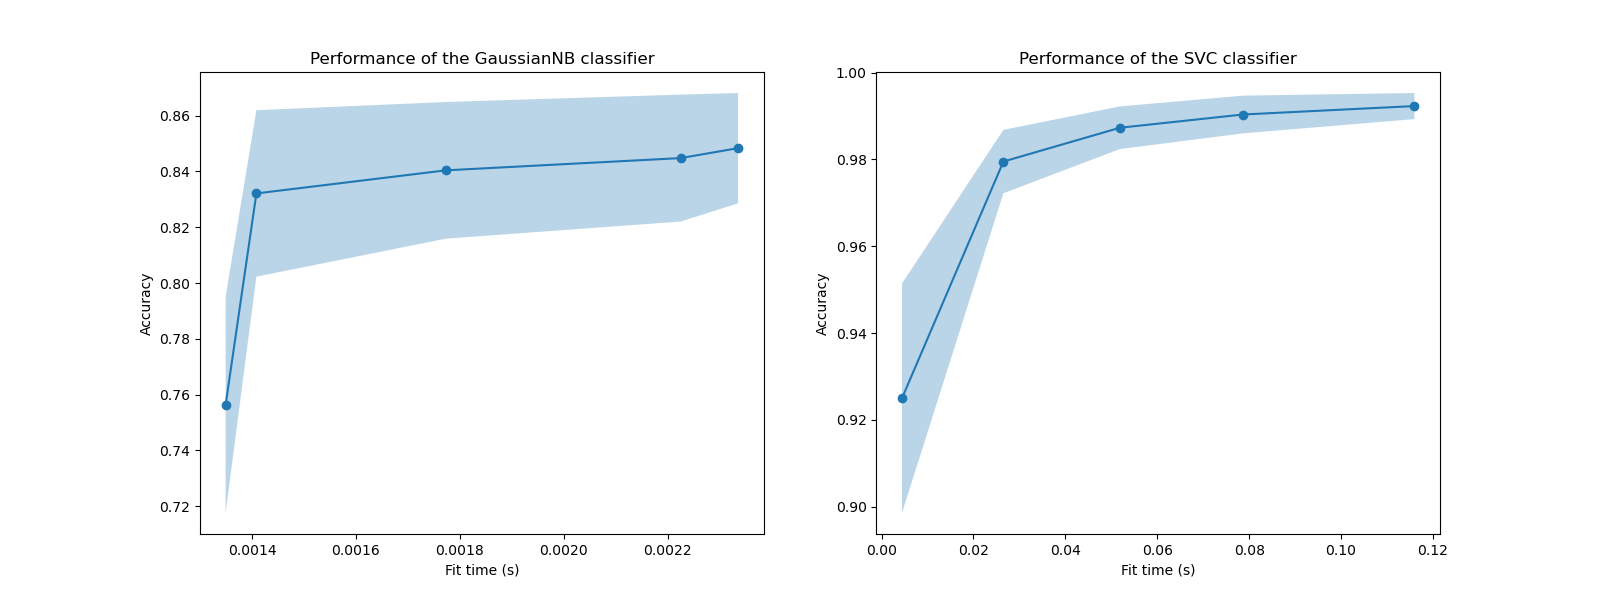 Performance of the GaussianNB classifier
0.86
0.84
0.82
0.80
0.78
0.76
0.74
0.72
Accuracy
0.0014 0.0016 0.0018 0.0020 0.0022
Fit time (s)
Performance of the SVC classifier
1.00
0.98
0.96
0.94
0.92
0.90
Accuracy
0.00 0.02 0.04 0.06 0.08 0.10 0.12
Fit time (s)